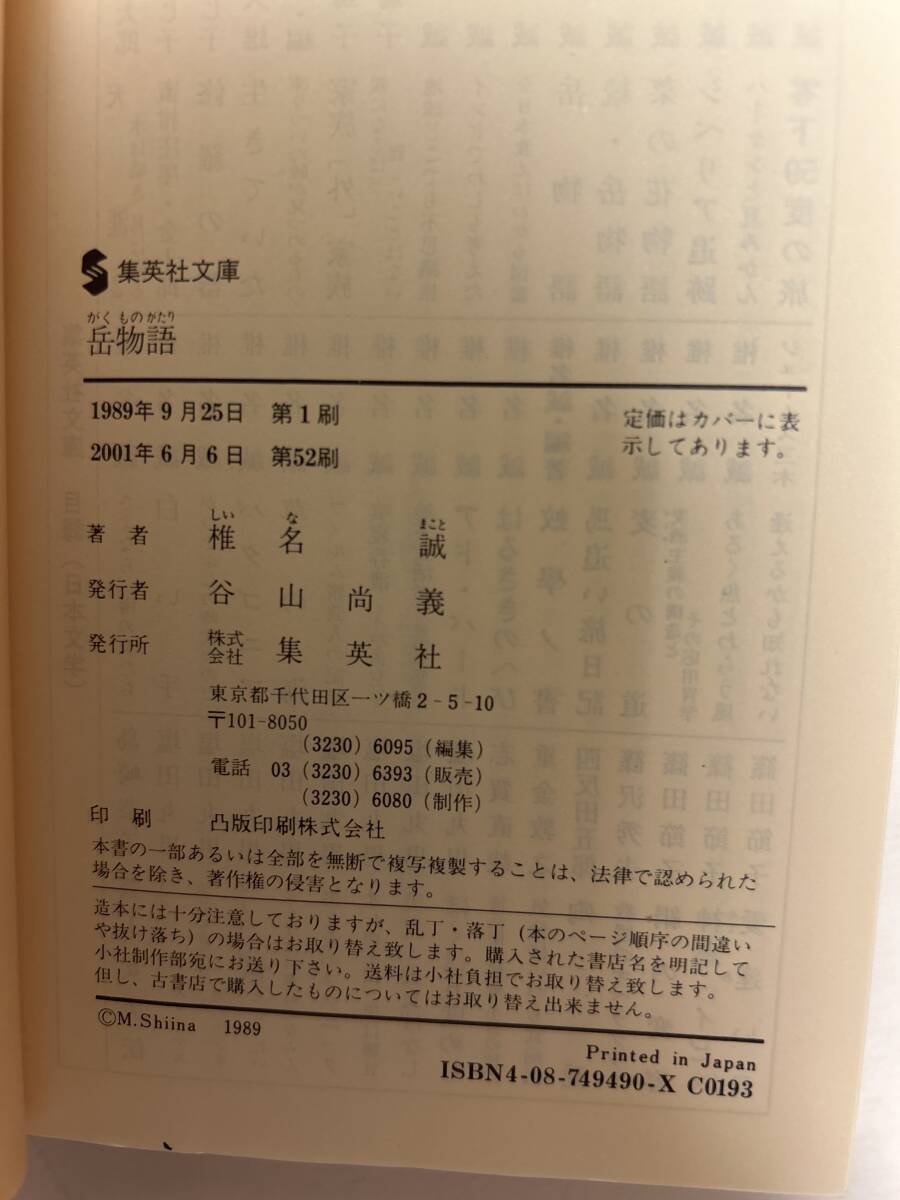 集英社文庫
がく ものがたり
岳物語
1989年9月25日 第1刷
2001年6月6日 第52刷
定価はカバーに表
示してあります。
しい な まこと
著者 椎名 誠
発行者 谷山尚義
発行所 株式会社 集英社
東京都千代田区一ツ橋2-5-10
〒101-8050
(3230) 6095 (編集)
電話 03 (3230) 6393 (販売)
(3230) 6080 (制作)
印刷 凸版印刷株式会社
本書の一部あるいは全部を無断で複写複製することは、法律で認められた
場合を除き、著作権の侵害となります。
造本には十分注意しておりますが、乱丁・落丁(本のページ順序の間違い
や抜け落ち)の場合はお取り替え致します。購入された書店名を明記して
小社制作部宛にお送り下さい。送料は小社負担でお取り替え致します。
但し、古書店で購入したものについてはお取り替え出来ません。
©M.Shiina 1989
Printed in Japan
ISBN4-08-749490-X C0193